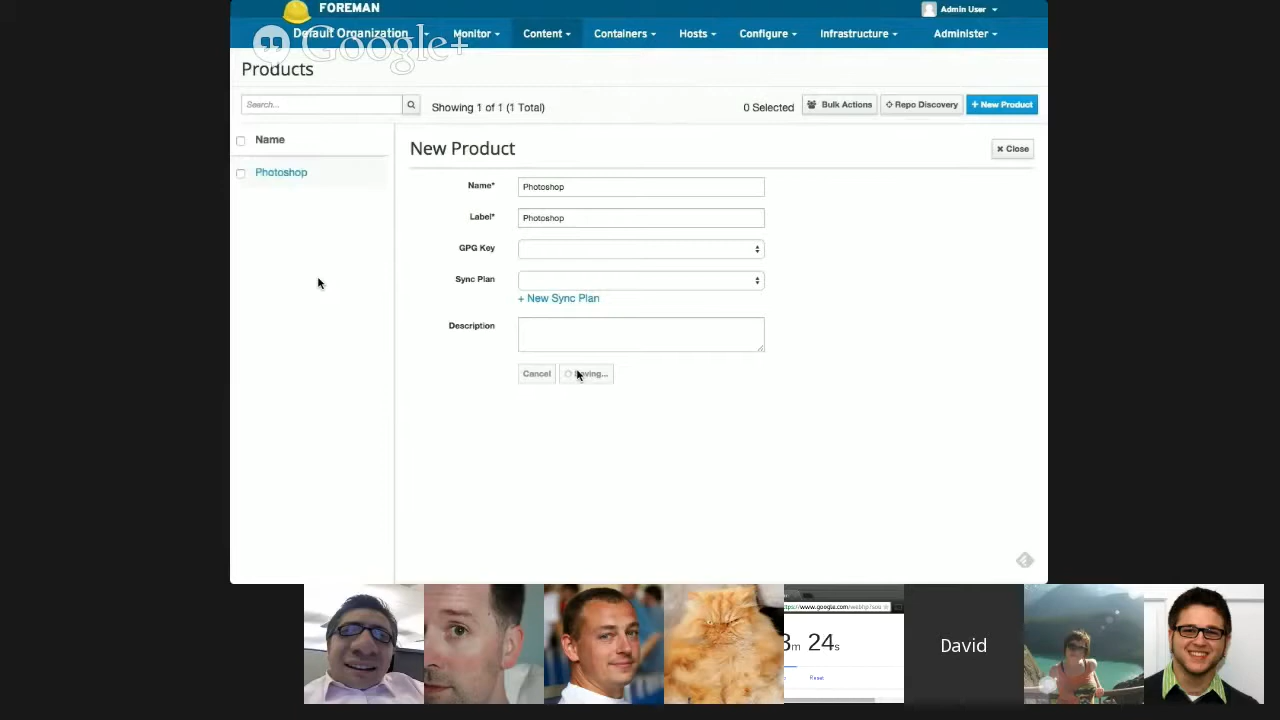 FOREMAN
Admin User
Default Organization
Monitor
Content
Containers
Hosts
Configure
Infrastructure
Administer
Google+
Products
Search...
Showing 1 of 1 (1 Total)
0 Selected
Bulk Actions
Repo Discovery
+ New Product
Name
Photoshop
New Product
× Close
Name*
Photoshop
Label*
Photoshop
GPG Key
Sync Plan
+ New Sync Plan
Description
Cancel
24s
Reset
David